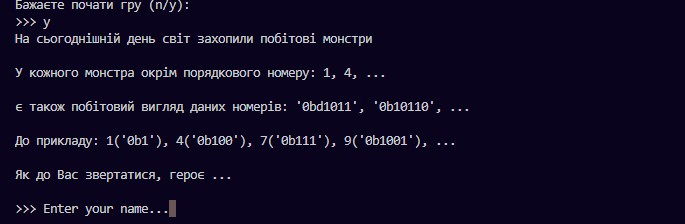 Бажаєте почати гру (n/y):
>>> y
На сьогоднішній день світ захопили побітові монстри
У кожного монстра окрім порядкового номеру: 1, 4, ...
є також побітовий вигляд даних номерів: '0bd1011', '0b10110', ...
До прикладу: 1('0b1'), 4('0b100'), 7('0b111'), 9('0b1001'), ...
Як до Вас звертатися, героє ...
>>> Enter your name...